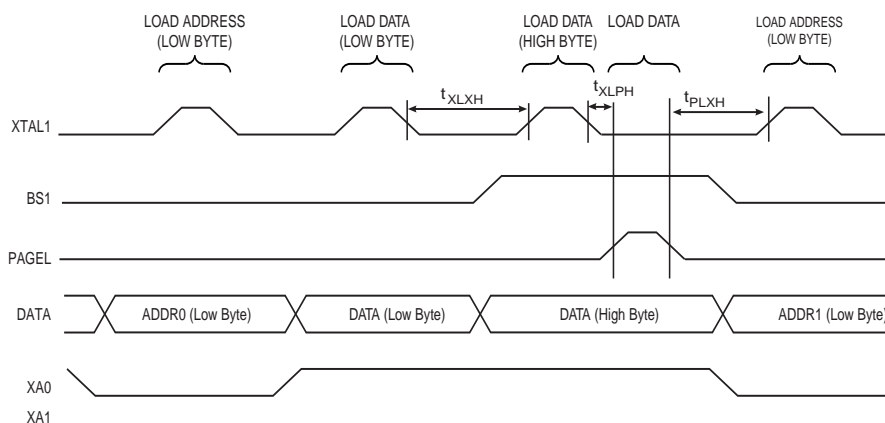 LOAD ADDRESS
(LOW BYTE)
LOAD DATA
(LOW BYTE)
LOAD DATA
(HIGH BYTE)
LOAD DATA
LOAD ADDRESS
(LOW BYTE)
tXLXH
tXLPH
tPLXH
XTAL1
BS1
PAGEL
DATA
ADDR0 (Low Byte)
DATA (Low Byte)
DATA (High Byte)
ADDR1 (Low Byte)
XA0
XA1